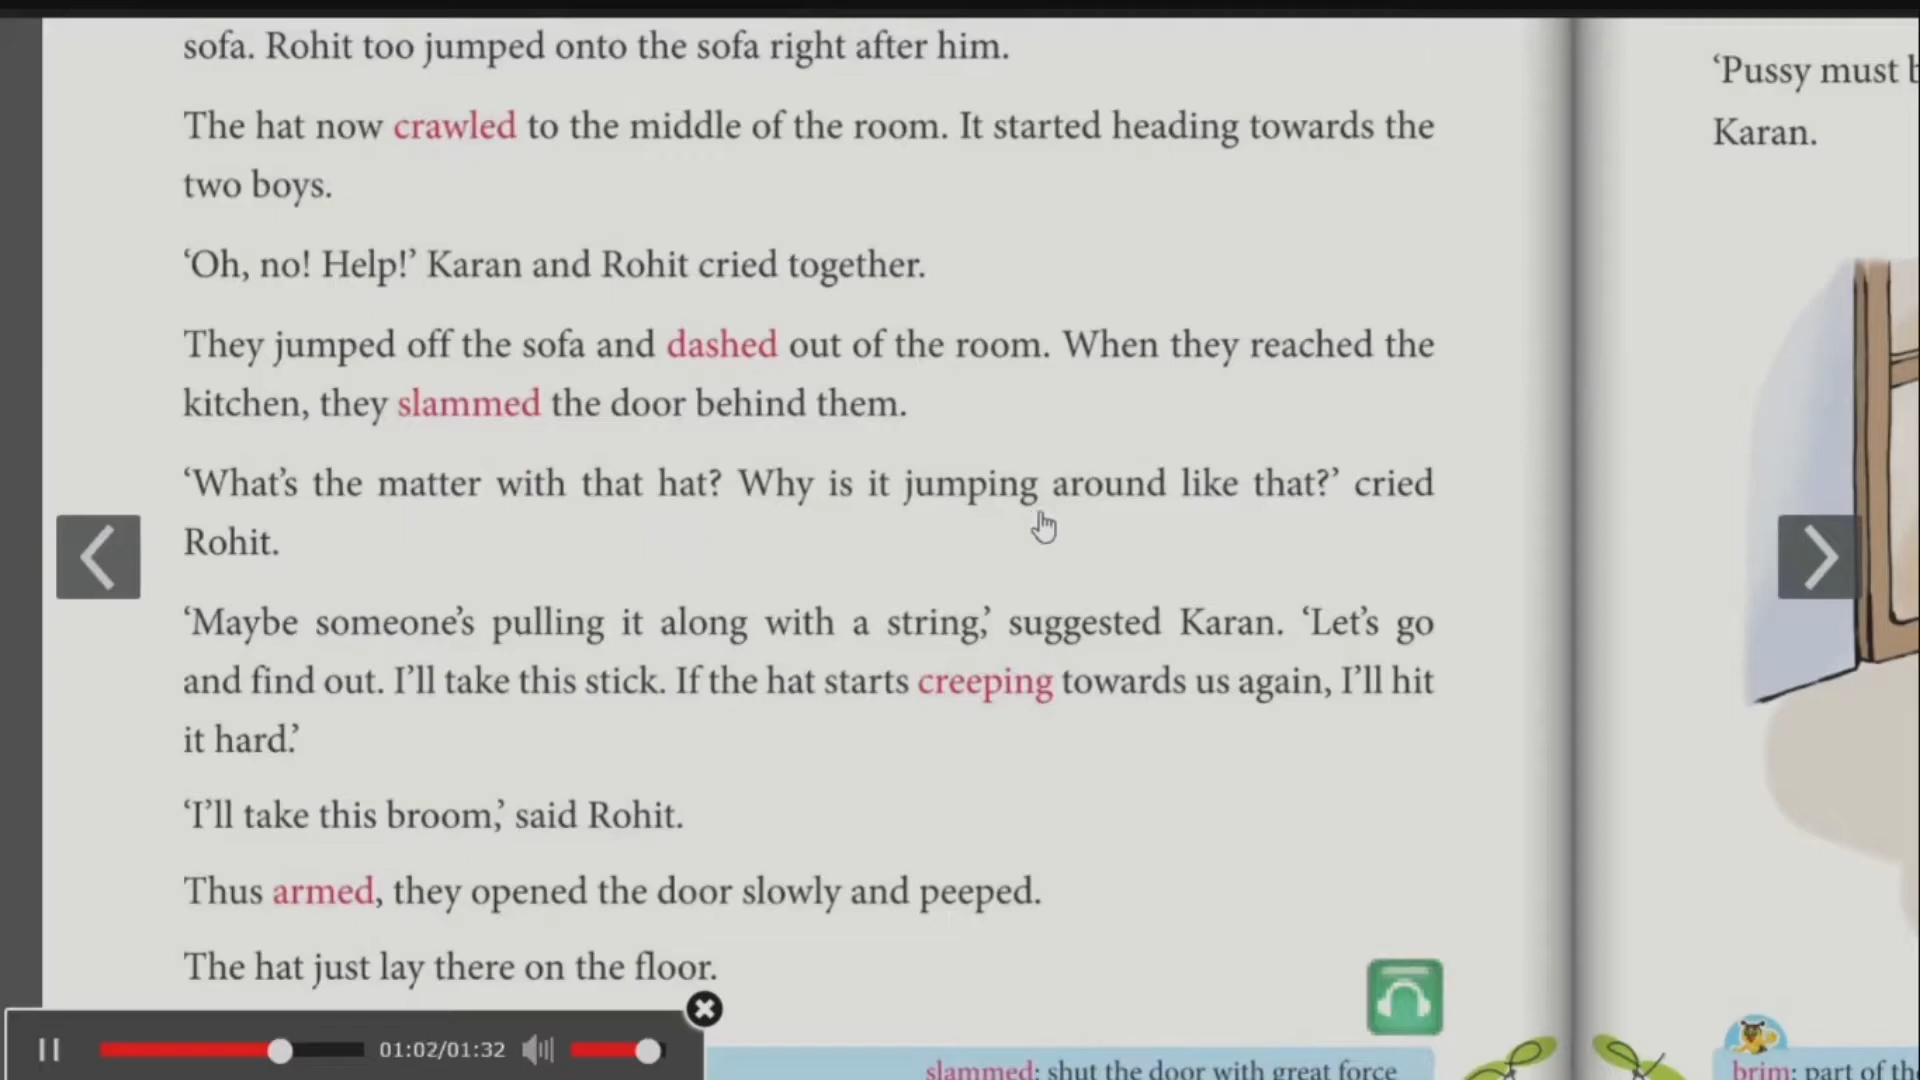 sofa. Rohit too jumped onto the sofa right after him.
The hat now crawled to the middle of the room. It started heading towards the
two boys.
‘Oh, no! Help!’ Karan and Rohit cried together.
They jumped off the sofa and dashed out of the room. When they reached the
kitchen, they slammed the door behind them.
‘What’s the matter with that hat? Why is it jumping around like that?’ cried
Rohit.
‘Maybe someone’s pulling it along with a string,’ suggested Karan. ‘Let’s go
and find out. I’ll take this stick. If the hat starts creeping towards us again, I’ll hit
it hard.’
‘I’ll take this broom,’ said Rohit.
Thus armed, they opened the door slowly and peeped.
The hat just lay there on the floor.
01:02/01:32
slammed: shut the door with great force
‘Pussy must
Karan.
brim: part of